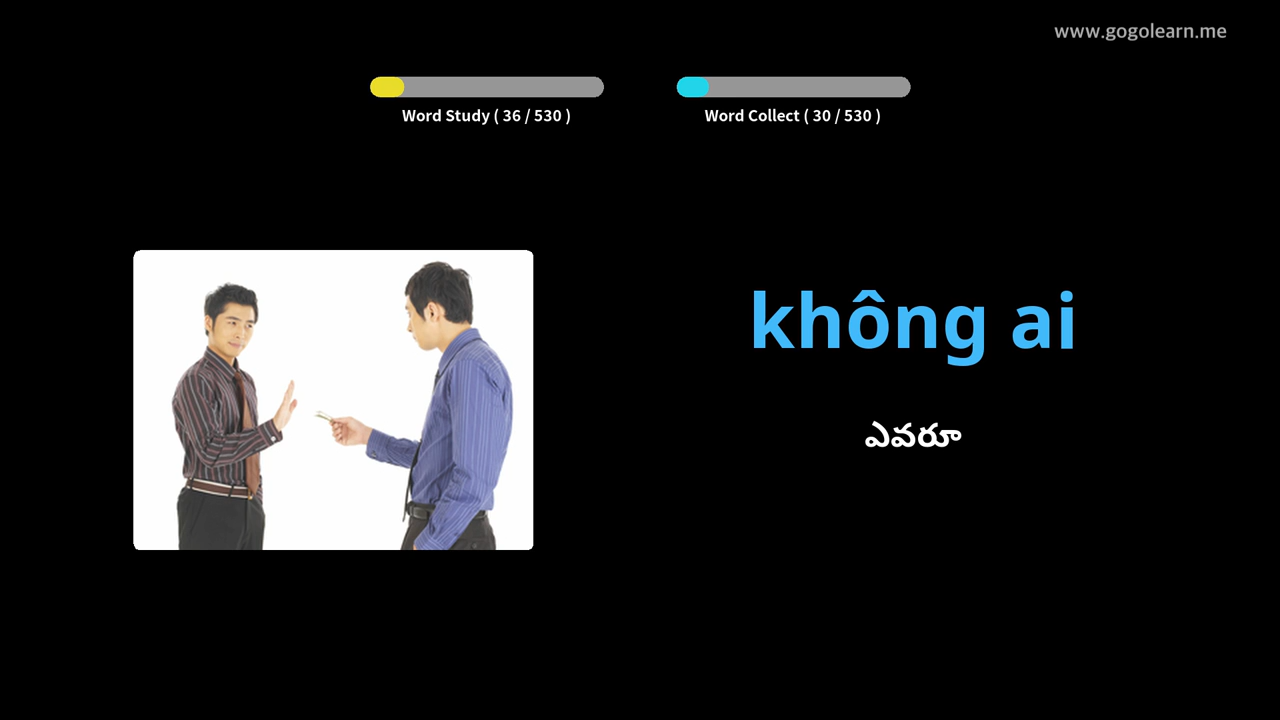 www.gogolearn.me
Word Study ( 36 / 530 )
Word Collect ( 30 / 530 )
không ai
ఎవరూ